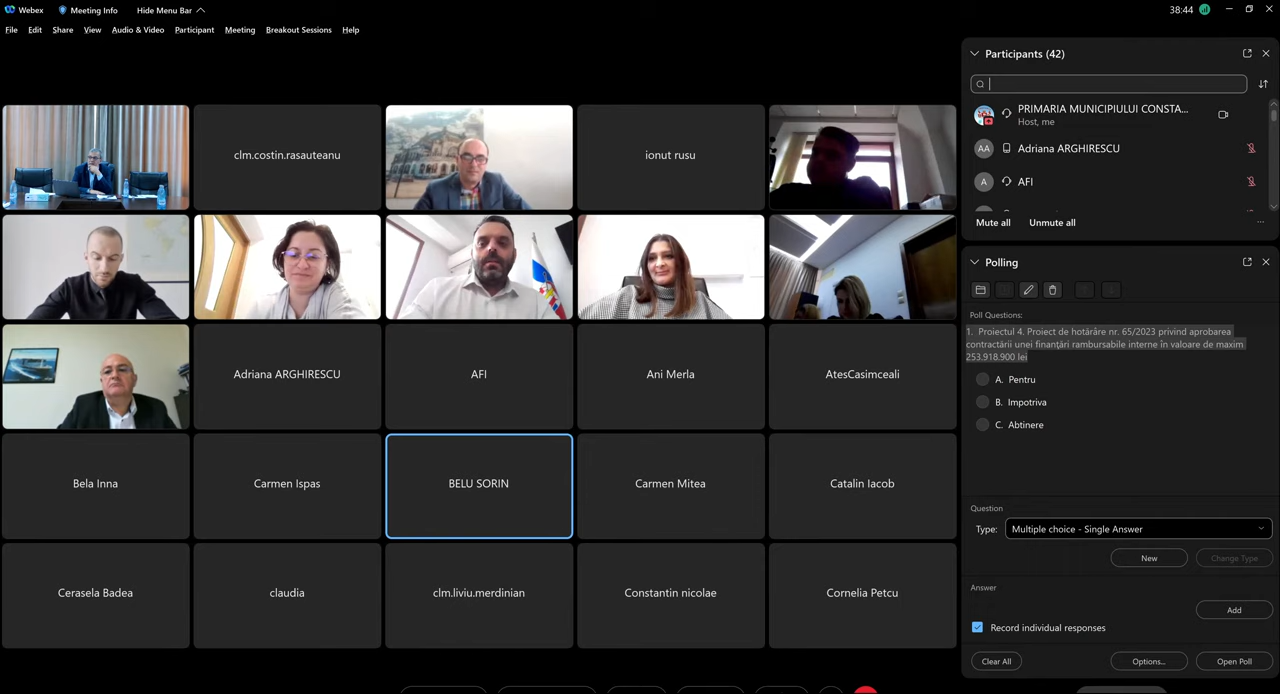 Webex
Meeting Info
Hide Menu Bar
38:44
File
Edit
Share
View
Audio & Video
Participant
Meeting
Breakout Sessions
Help
clm.costin.rasauteanu
ionut rusu
Adriana ARGHIRESCU
AFI
Ani Merla
AtesCasimceali
Bela Inna
Carmen Ispas
BELU SORIN
Carmen Mitea
Catalin Iacob
Cerasela Badea
claudia
clm.liviu.merdinian
Constantin nicolae
Cornelia Petcu
Participants (42)
PRIMARIA MUNICIPIULUI CONSTA...
Host, me
AA
Adriana ARGHIRESCU
A
AFI
Mute all
Unmute all
Polling
Poll Questions:
1. Proiectul 4. Proiect de hotărâre nr. 65/2023 privind aprobarea
contractării unei finanţări rambursabile interne în valoare de maxim
253.918.900 lei
A. Pentru
B. Impotriva
C. Abtinere
Question
Type:
Multiple choice - Single Answer
New
Change Type
Answer
Add
Record individual responses
Clear All
Options...
Open Poll